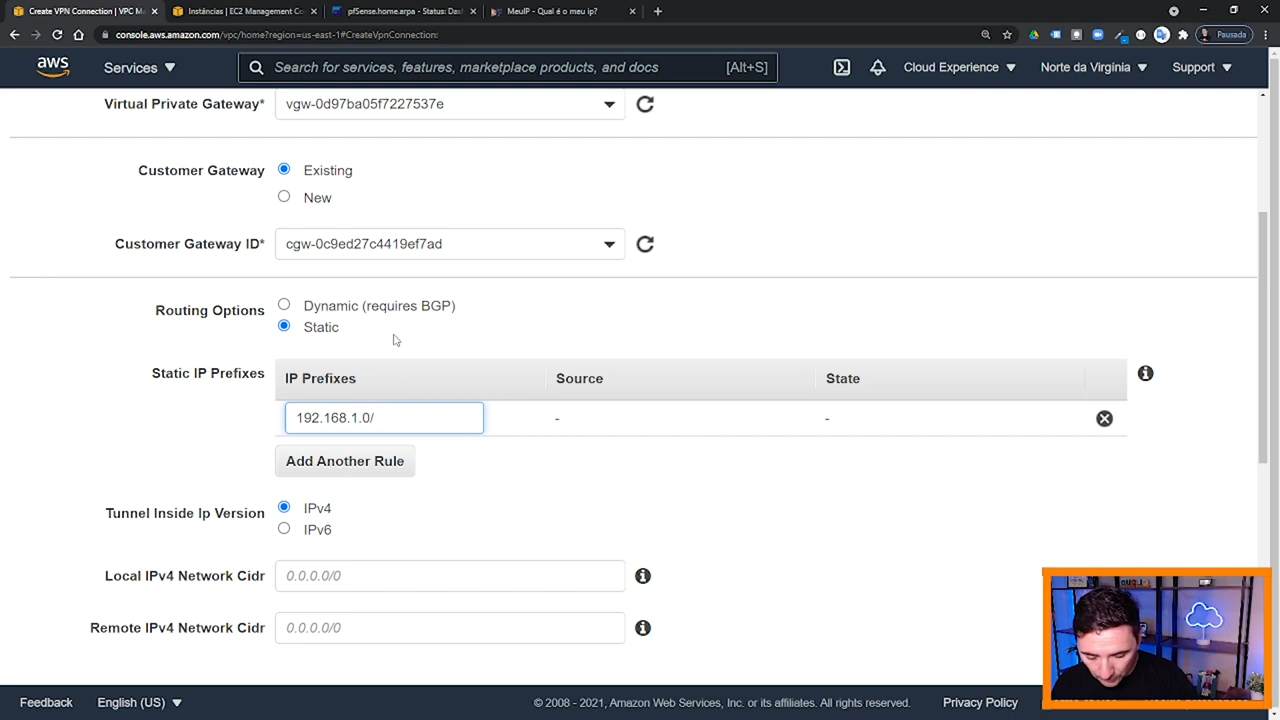 Create VPN Connection | VPC M
Instâncias | EC2 Management Co
pfSense.home.arpa - Status: Das
MeuIP - Qual é o meu ip?
console.aws.amazon.com/vpc/home?region=us-east-1#CreateVpnConnection:
Pausada
aws
Services
Search for services, features, marketplace products, and docs
[Alt+S]
Cloud Experience
Norte da Virgínia
Support
Virtual Private Gateway*
vgw-0d97ba05f7227537e
Customer Gateway
Existing
New
Customer Gateway ID*
cgw-0c9ed27c4419ef7ad
Routing Options
Dynamic (requires BGP)
Static
Static IP Prefixes
IP Prefixes
Source
State
192.168.1.0/
-
-
Add Another Rule
Tunnel Inside Ip Version
IPv4
IPv6
Local IPv4 Network Cidr
0.0.0.0/0
Remote IPv4 Network Cidr
0.0.0.0/0
Feedback
English (US)
© 2008 - 2021, Amazon Web Services, Inc. or its affiliates. All rights reserved.
Privacy Policy